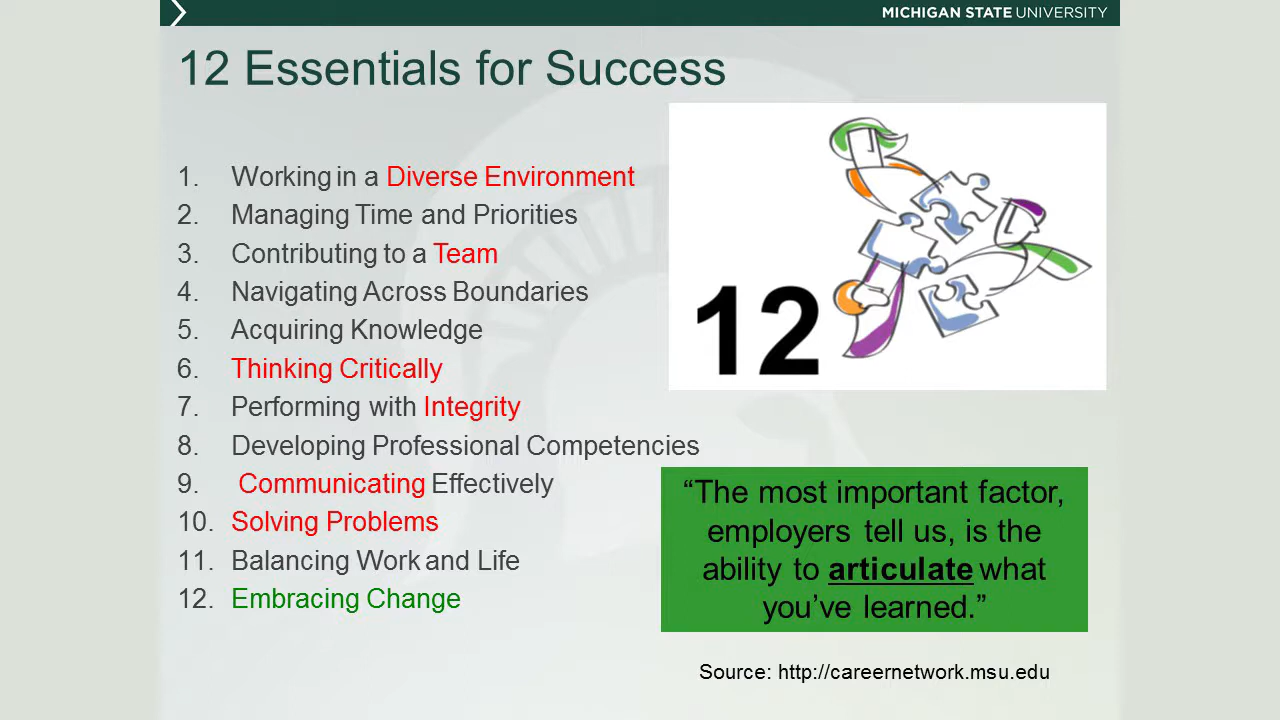 MICHIGAN STATE UNIVERSITY
12 Essentials for Success
1. Working in a Diverse Environment
2. Managing Time and Priorities
3. Contributing to a Team
4. Navigating Across Boundaries
5. Acquiring Knowledge
6. Thinking Critically
7. Performing with Integrity
8. Developing Professional Competencies
9. Communicating Effectively
10. Solving Problems
11. Balancing Work and Life
12. Embracing Change
12
“The most important factor,
employers tell us, is the
ability to articulate what
you’ve learned.”
Source: http://careernetwork.msu.edu